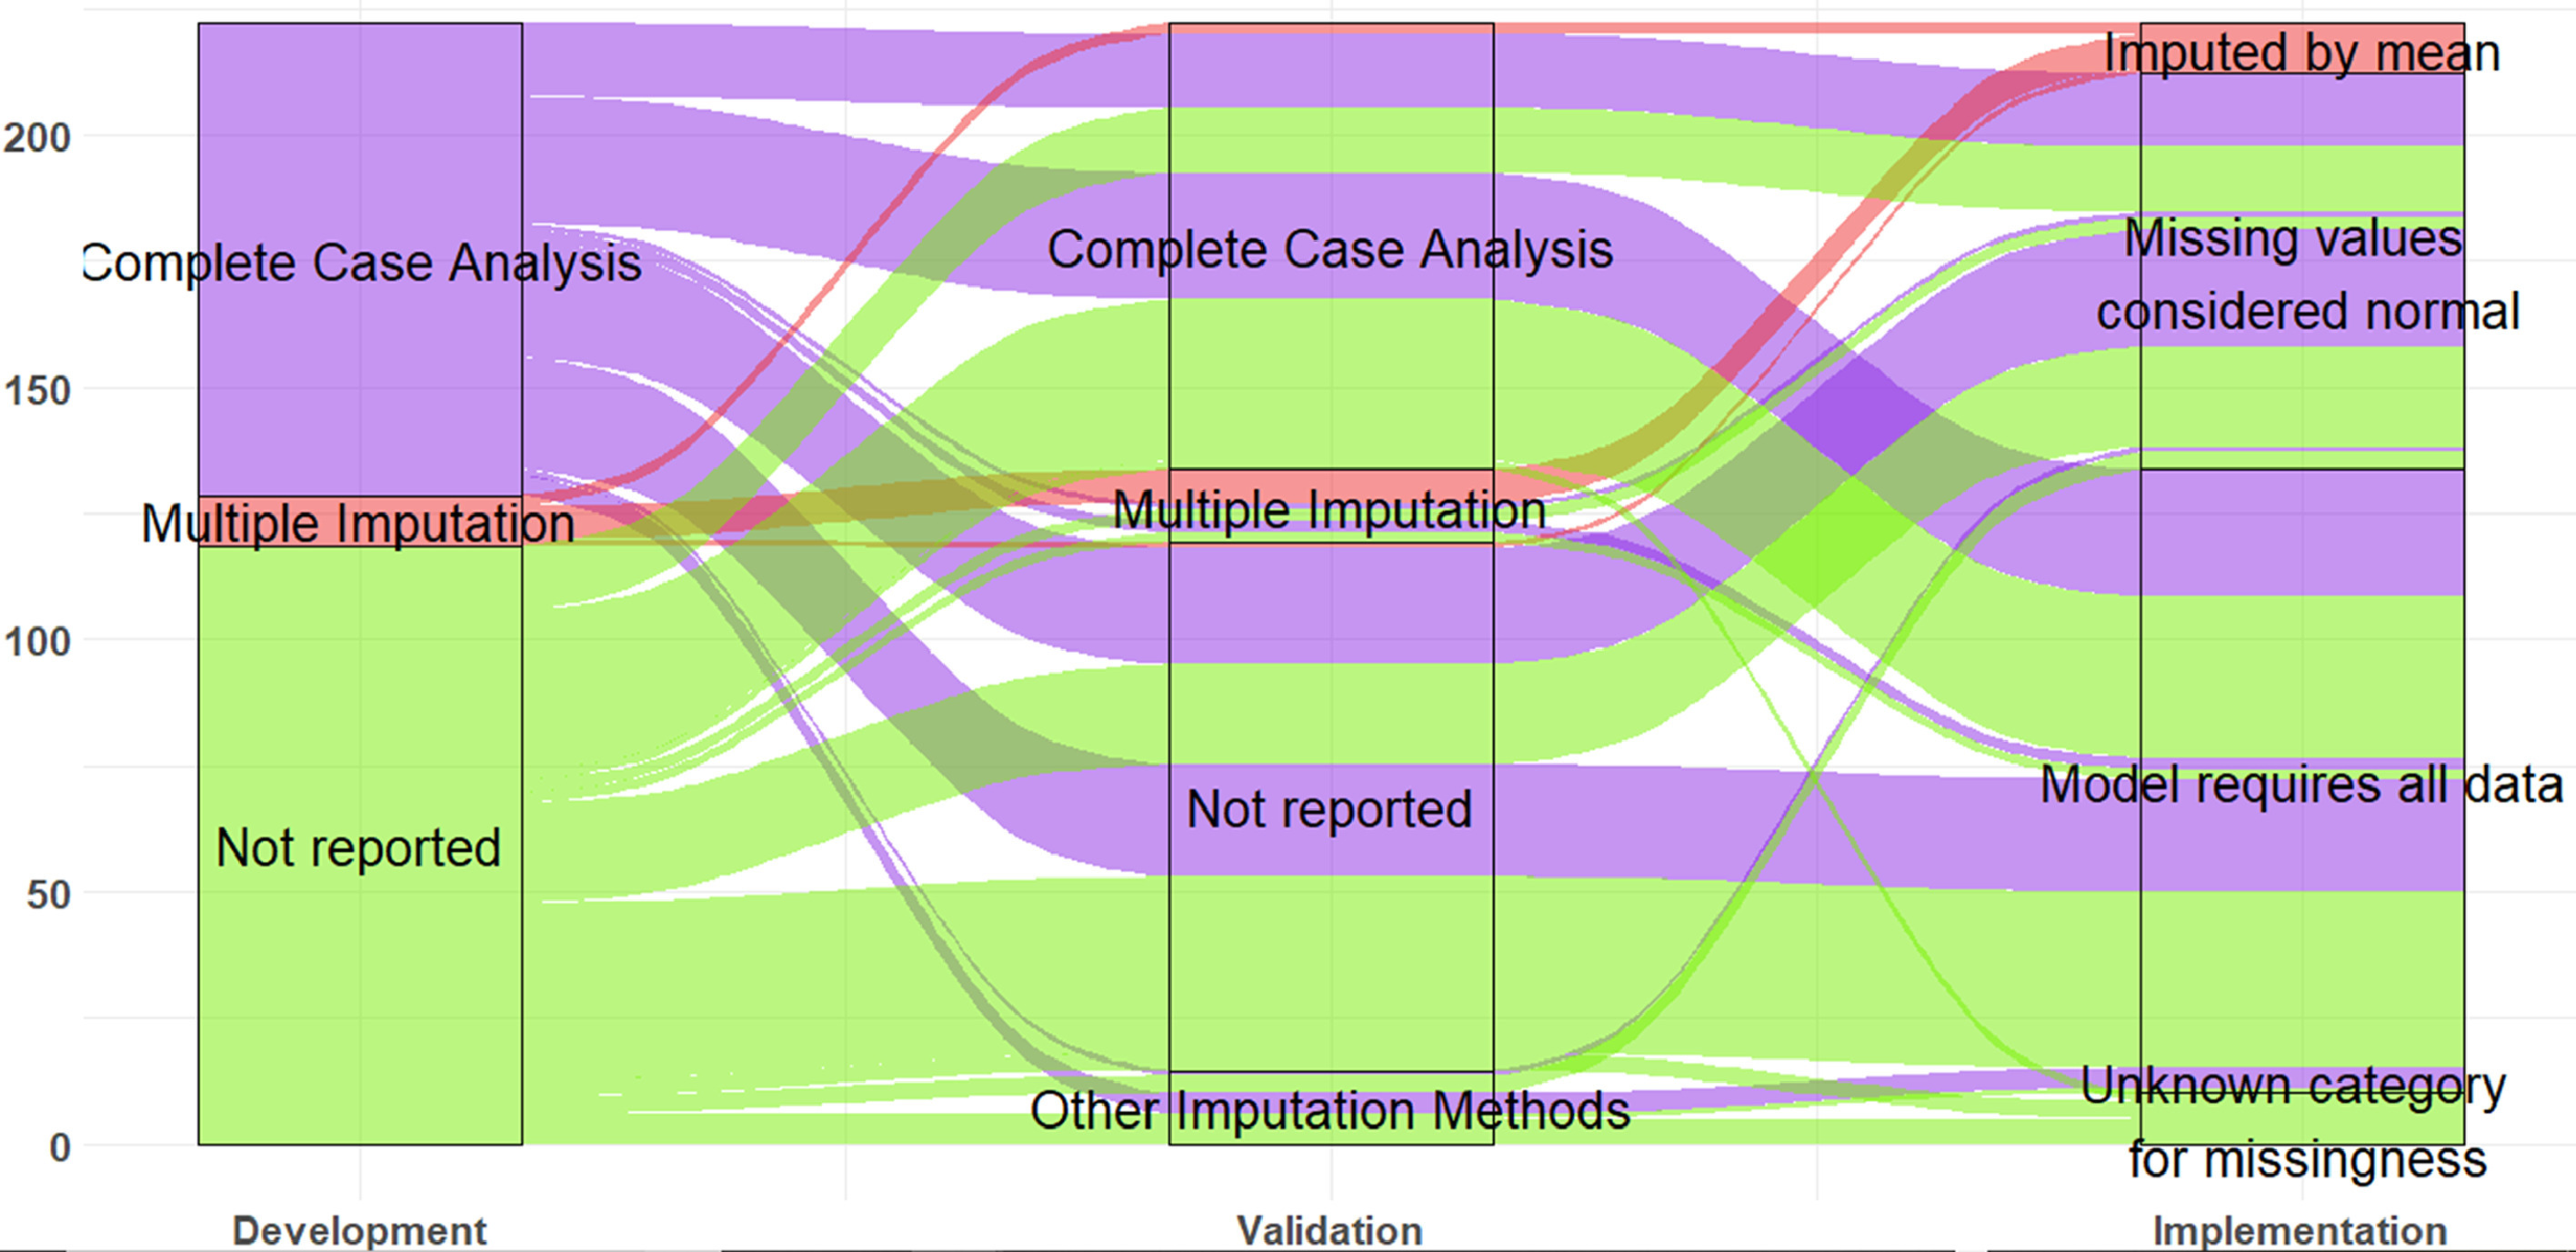 200
150
100
50
0
Complete Case Analysis
Multiple Imputation
Not reported
Complete Case Analysis
Multiple Imputation
Not reported
Other Imputation Methods
Imputed by mean
Missing values
considered normal
Model requires all data
Unknown category
for missingness
Development
Validation
Implementation